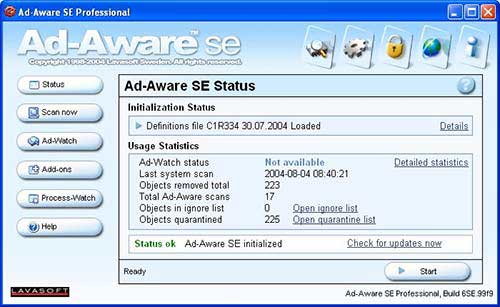 Ad-Aware SE Professional
Ad-Aware™ se
Copyright 1998-2004 Lavasoft Sweden. All rights reserved.
Status
Scan now
Ad-Watch
Add-ons
Process-Watch
Help
Ad-Aware SE Status
Initialization Status
Definitions file C1R334 30.07.2004 Loaded Details
Usage Statistics
Ad-Watch status Not available Detailed statistics
Last system scan 2004-08-04 08:40:21
Objects removed total 223
Total Ad-Aware scans 17
Objects in ignore list 0 Open ignore list
Objects quarantined 225 Open quarantine list
Status ok Ad-Aware SE initialized Check for updates now
Ready Start
LAVASOFT
Ad-Aware SE Professional, Build 6SE.99f9